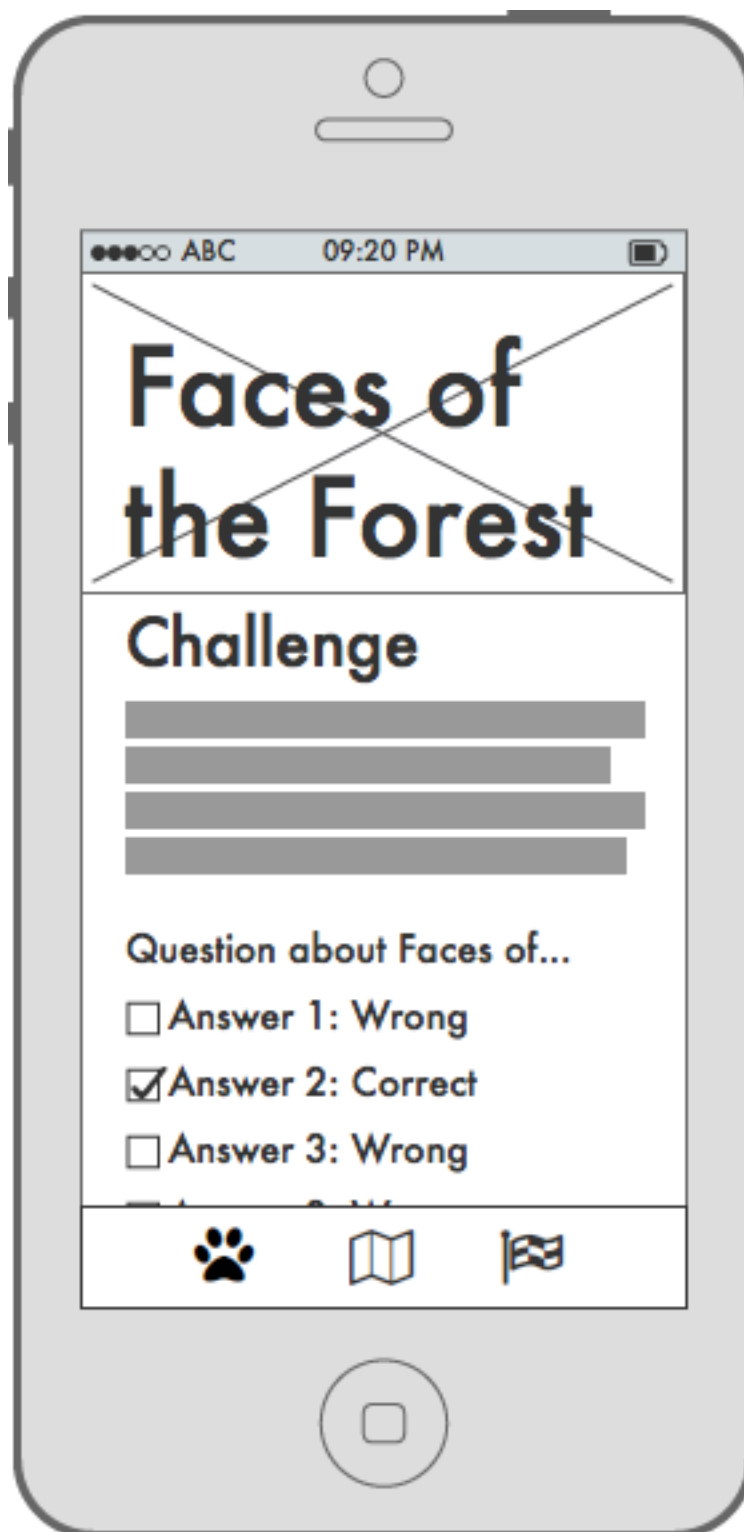 ABC 09:20 PM
Faces of
the Forest
Challenge
Question about Faces of...
Answer 1: Wrong
Answer 2: Correct
Answer 3: Wrong